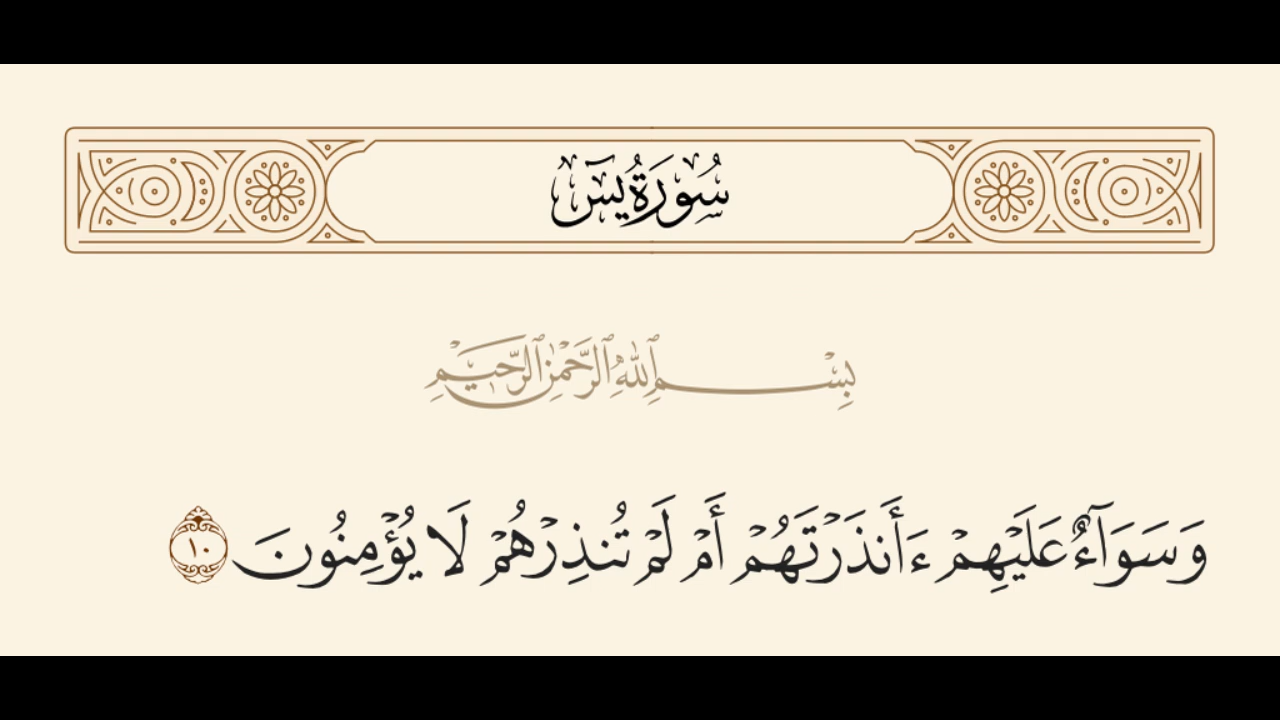 سُورَةُ يسٓ
بِسْمِ ٱللَّهِ ٱلرَّحْمَٰنِ ٱلرَّحِيمِ
وَسَوَآءٌ عَلَيْهِمْ ءَأَنذَرْتَهُمْ أَمْ لَمْ تُنذِرْهُمْ لَا يُؤْمِنُونَ ١٠